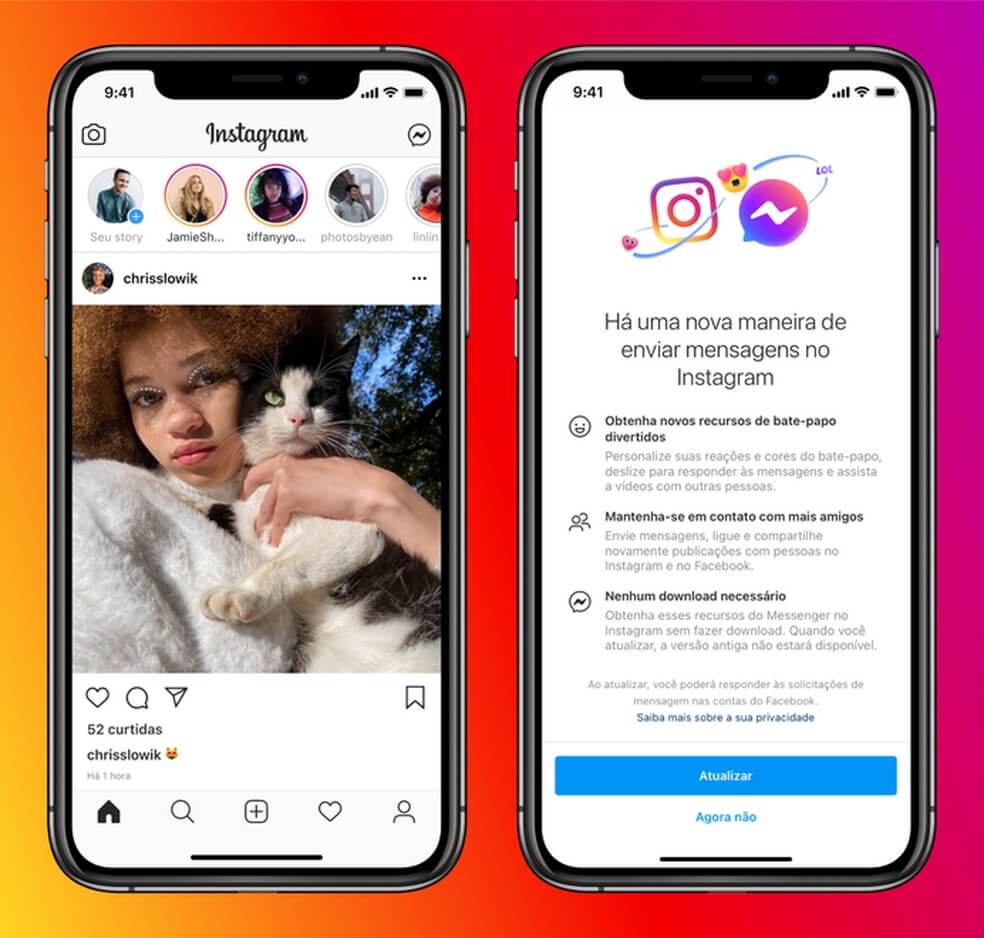 9:41
Instagram
Seu story
JamieSh...
tiffanyyo...
photosbyean
linlin
chrisslowik
52 curtidas
chrisslowik 😻
Há 1 hora
9:41
LOL
Há uma nova maneira de
enviar mensagens no
Instagram
Obtenha novos recursos de bate-papo
divertidos
Personalize suas reações e cores do bate-papo,
deslize para responder às mensagens e assista
a vídeos com outras pessoas.
Mantenha-se em contato com mais amigos
Envie mensagens, ligue e compartilhe
novamente publicações com pessoas no
Instagram e no Facebook.
Nenhum download necessário
Obtenha esses recursos do Messenger no
Instagram sem fazer download. Quando você
atualizar, a versão antiga não estará disponível.
Ao atualizar, você poderá responder às solicitações de
mensagem nas contas do Facebook.
Saiba mais sobre a sua privacidade
Atualizar
Agora não